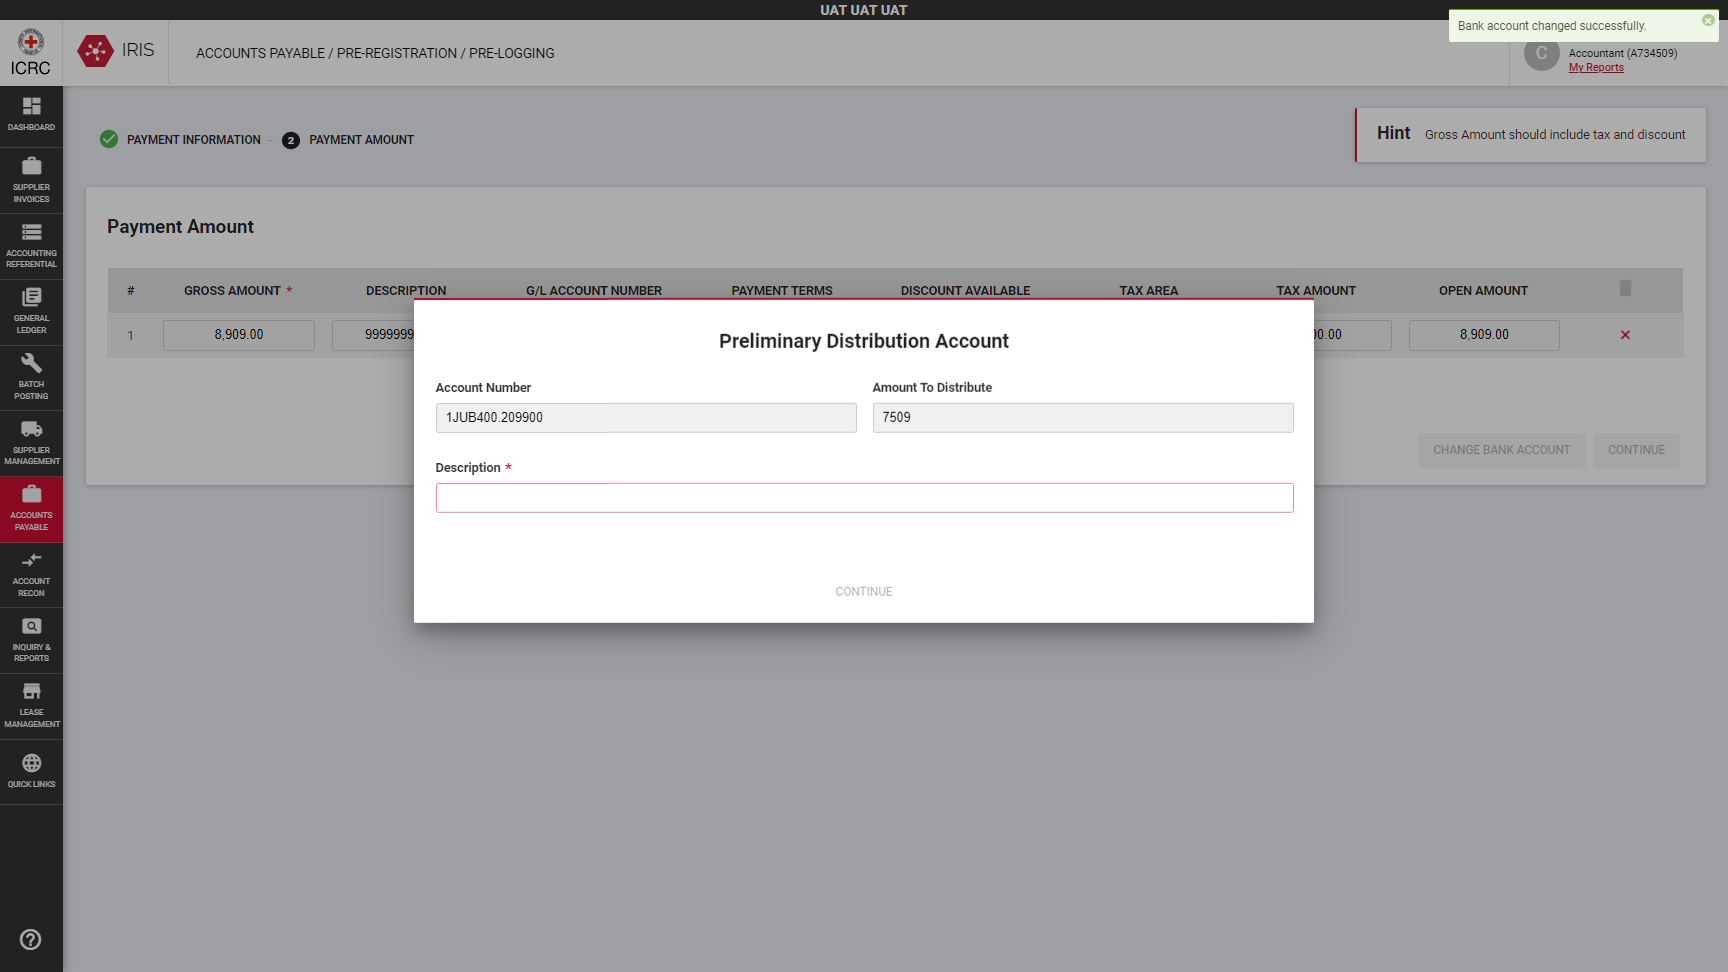 UAT UAT UAT
Bank account changed successfully.
ICRC
IRIS
ACCOUNTS PAYABLE / PRE-REGISTRATION / PRE-LOGGING
C
Accountant (A734509)
My Reports
DASHBOARD
SUPPLIER
INVOICES
ACCOUNTING
REFERENTIAL
GENERAL
LEDGER
BATCH
POSTING
SUPPLIER
MANAGEMENT
ACCOUNTS
PAYABLE
ACCOUNT
RECON
INQUIRY &
REPORTS
LEASE
MANAGEMENT
QUICK LINKS
PAYMENT INFORMATION - 2 PAYMENT AMOUNT
Hint Gross Amount should include tax and discount
Payment Amount
# GROSS AMOUNT * DESCRIPTION G/L ACCOUNT NUMBER PAYMENT TERMS DISCOUNT AVAILABLE TAX AREA TAX AMOUNT OPEN AMOUNT
1 8,909.00 9999999 00.00 8,909.00
Preliminary Distribution Account
Account Number Amount To Distribute
1JUB400.209900 7509
Description *
CONTINUE
CHANGE BANK ACCOUNT CONTINUE